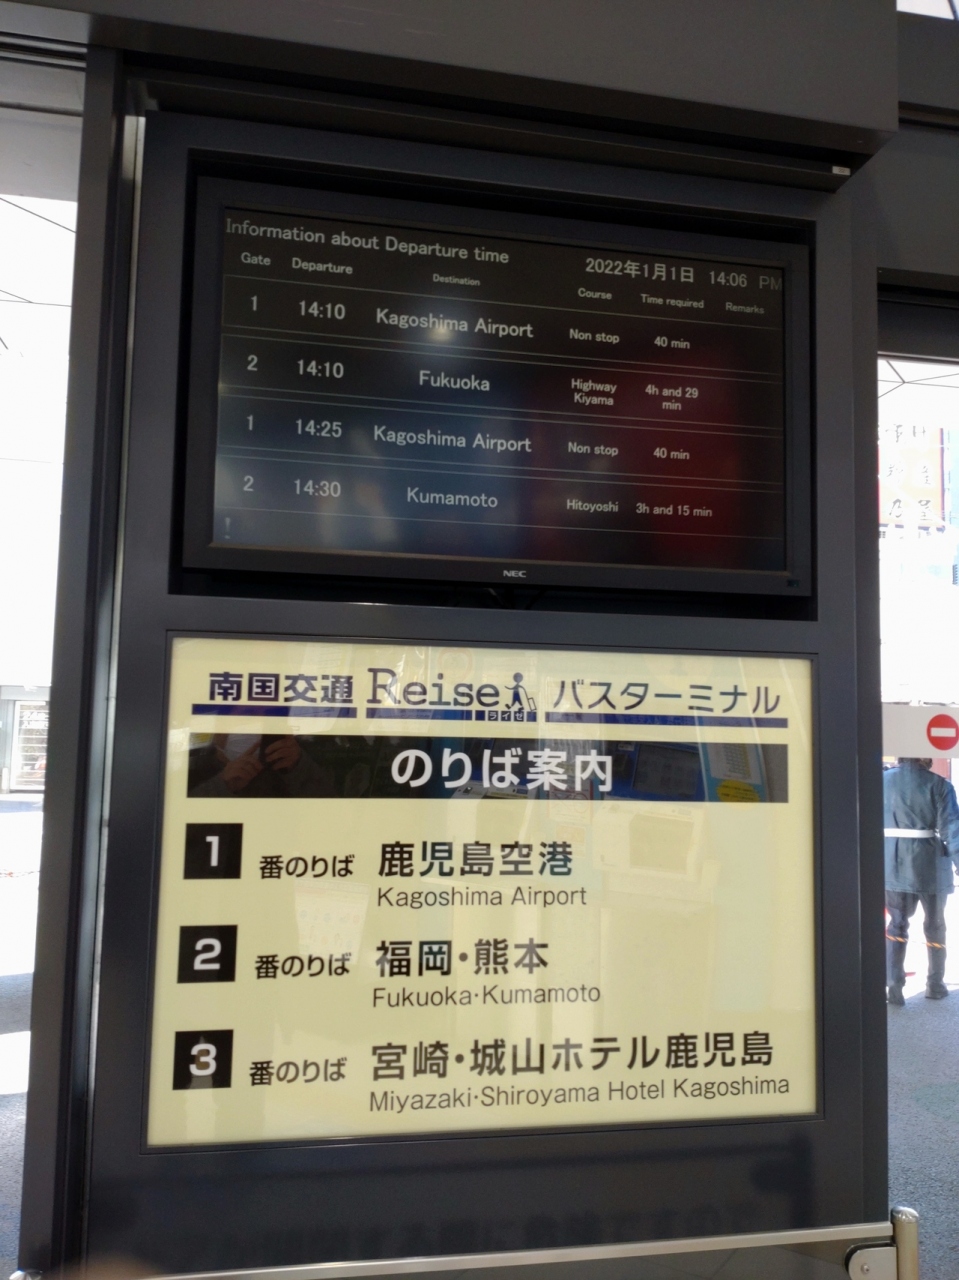 Information about Departure time
2022年1月1日 14:06 PM
Gate Departure Destination Course Time required Remarks
1 14:10 Kagoshima Airport Non stop 40 min
2 14:10 Fukuoka Highway Kiyama 4h and 29 min
1 14:25 Kagoshima Airport Non stop 40 min
2 14:30 Kumamoto Hitoyoshi 3h and 15 min
NEC
南国交通 Reise バスターミナル
ライゼ
のりば案内
1 番のりば 鹿児島空港
Kagoshima Airport
2 番のりば 福岡・熊本
Fukuoka・Kumamoto
3 番のりば 宮崎・城山ホテル鹿児島
Miyazaki・Shiroyama Hotel Kagoshima